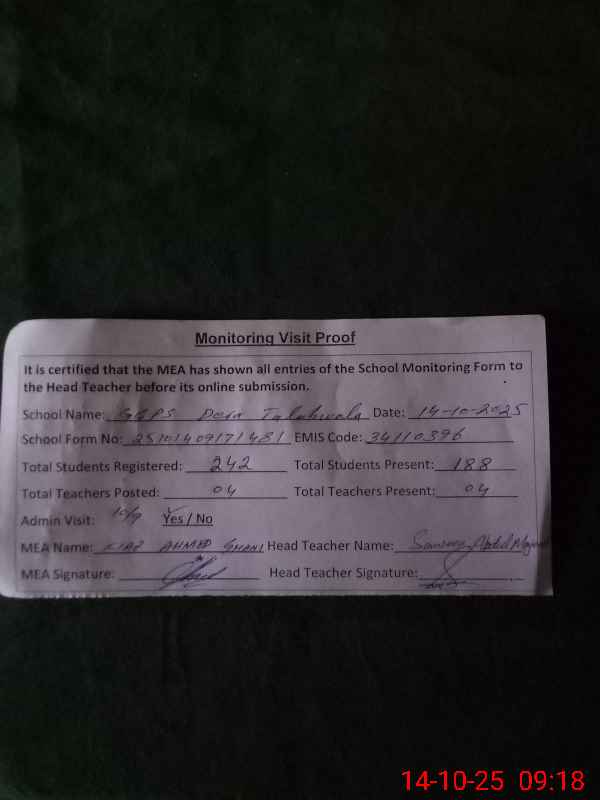 Monitoring Visit Proof
It is certified that the MEA has shown all entries of the School Monitoring Form to
the Head Teacher before its online submission.
School Name: GGPS Dera Date: 14-10-2025
School Form No: EMIS Code: 34110396
Total Students Registered: 242 Total Students Present: 188
Total Teachers Posted: 04 Total Teachers Present: 04
Admin Visit: 10/9 Yes / No
MEA Name: AHMED GHANI Head Teacher Name: Abdul
MEA Signature: Head Teacher Signature:
14-10-25 09:18